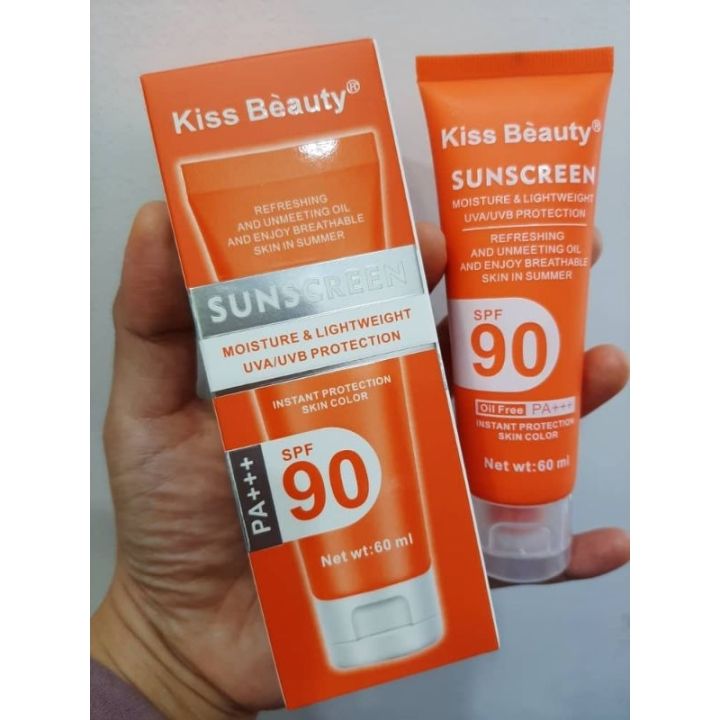 Kiss Bèauty®
REFRESHING
AND UNMEETING OIL
AND ENJOY BREATHABLE
SKIN IN SUMMER
SUNSCREEN
MOISTURE & LIGHTWEIGHT
UVA/UVB PROTECTION
INSTANT PROTECTION
SKIN COLOR
PA+++
SPF
90
Net wt:60 ml
Kiss Bèauty®
SUNSCREEN
MOISTURE & LIGHTWEIGHT
UVA/UVB PROTECTION
REFRESHING
AND UNMEETING OIL
AND ENJOY BREATHABLE
SKIN IN SUMMER
SPF
90
Oil Free PA+++
INSTANT PROTECTION
SKIN COLOR
Net wt:60 ml